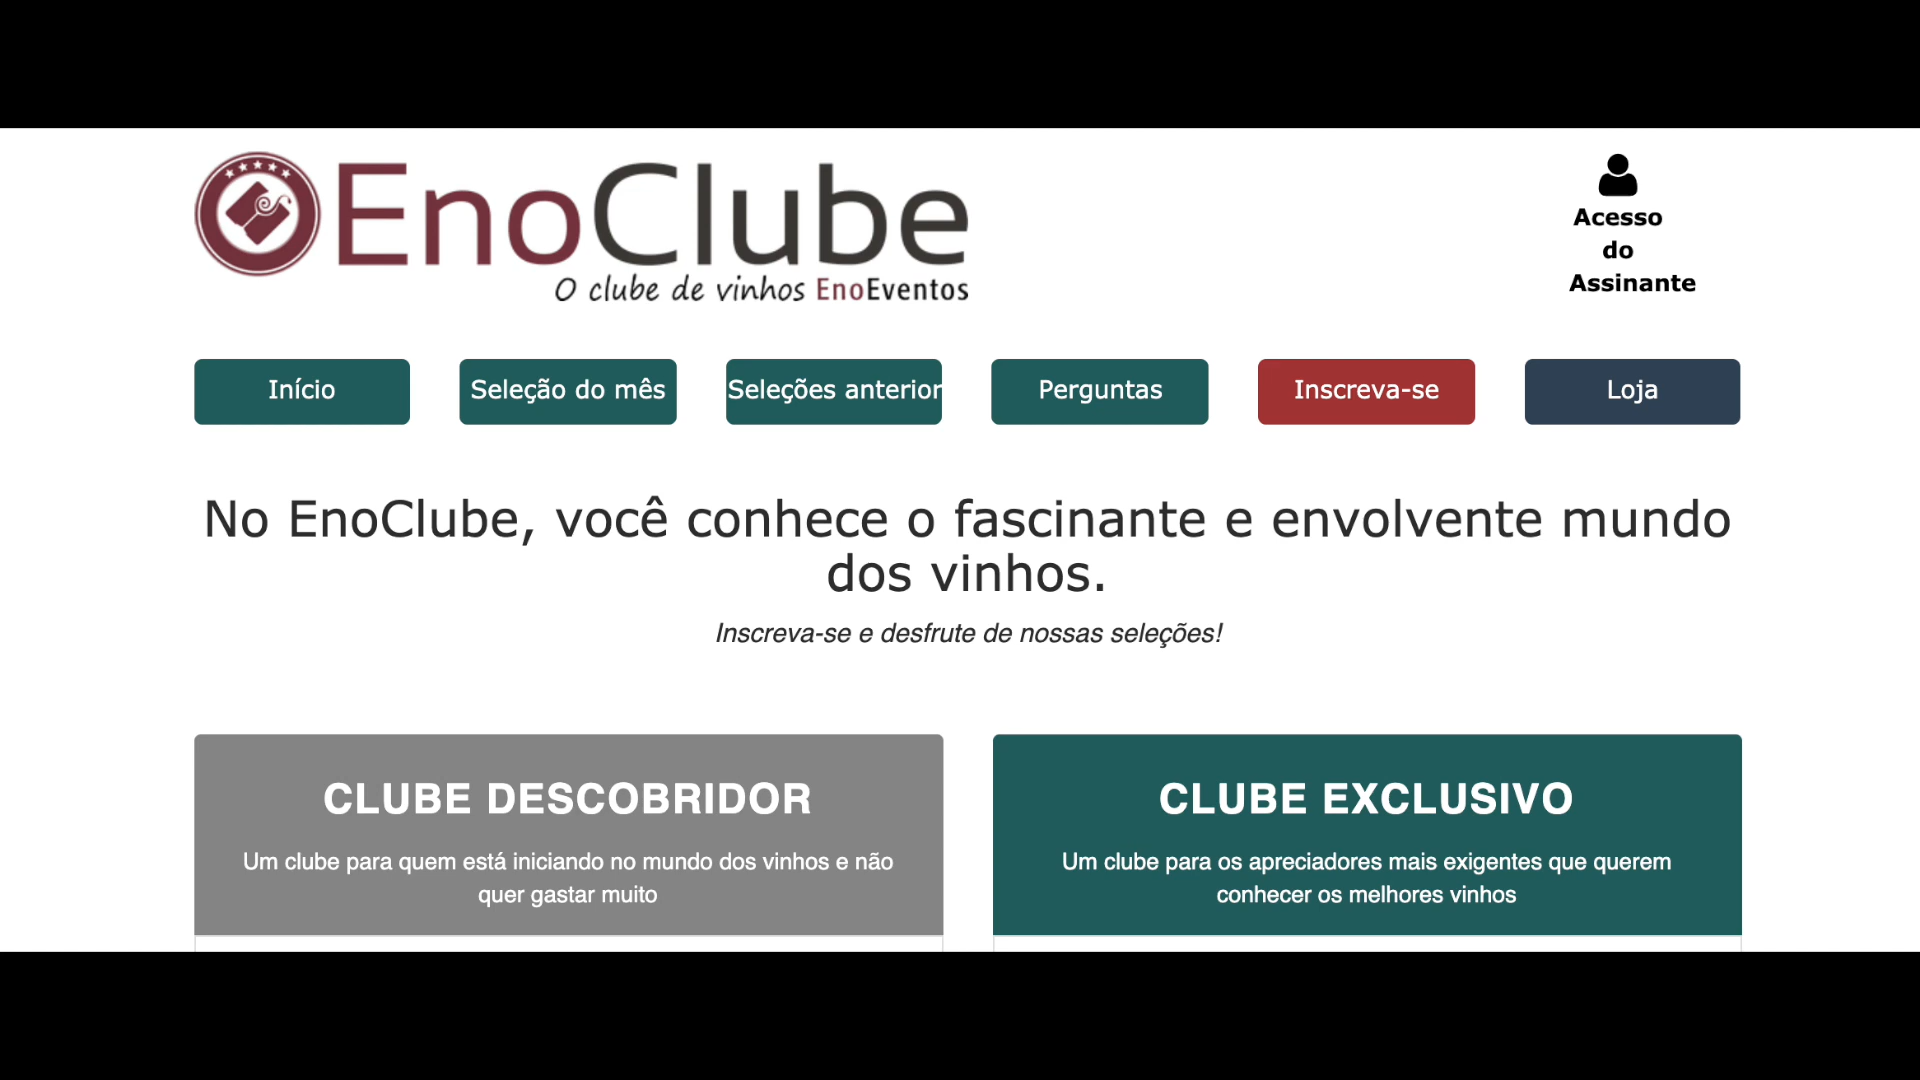 EnoClube
O clube de vinhos EnoEventos
Acesso
do
Assinante
Início
Seleção do mês
Seleções anterior
Perguntas
Inscreva-se
Loja
No EnoClube, você conhece o fascinante e envolvente mundo
dos vinhos.
Inscreva-se e desfrute de nossas seleções!
CLUBE DESCOBRIDOR
Um clube para quem está iniciando no mundo dos vinhos e não
quer gastar muito
CLUBE EXCLUSIVO
Um clube para os apreciadores mais exigentes que querem
conhecer os melhores vinhos